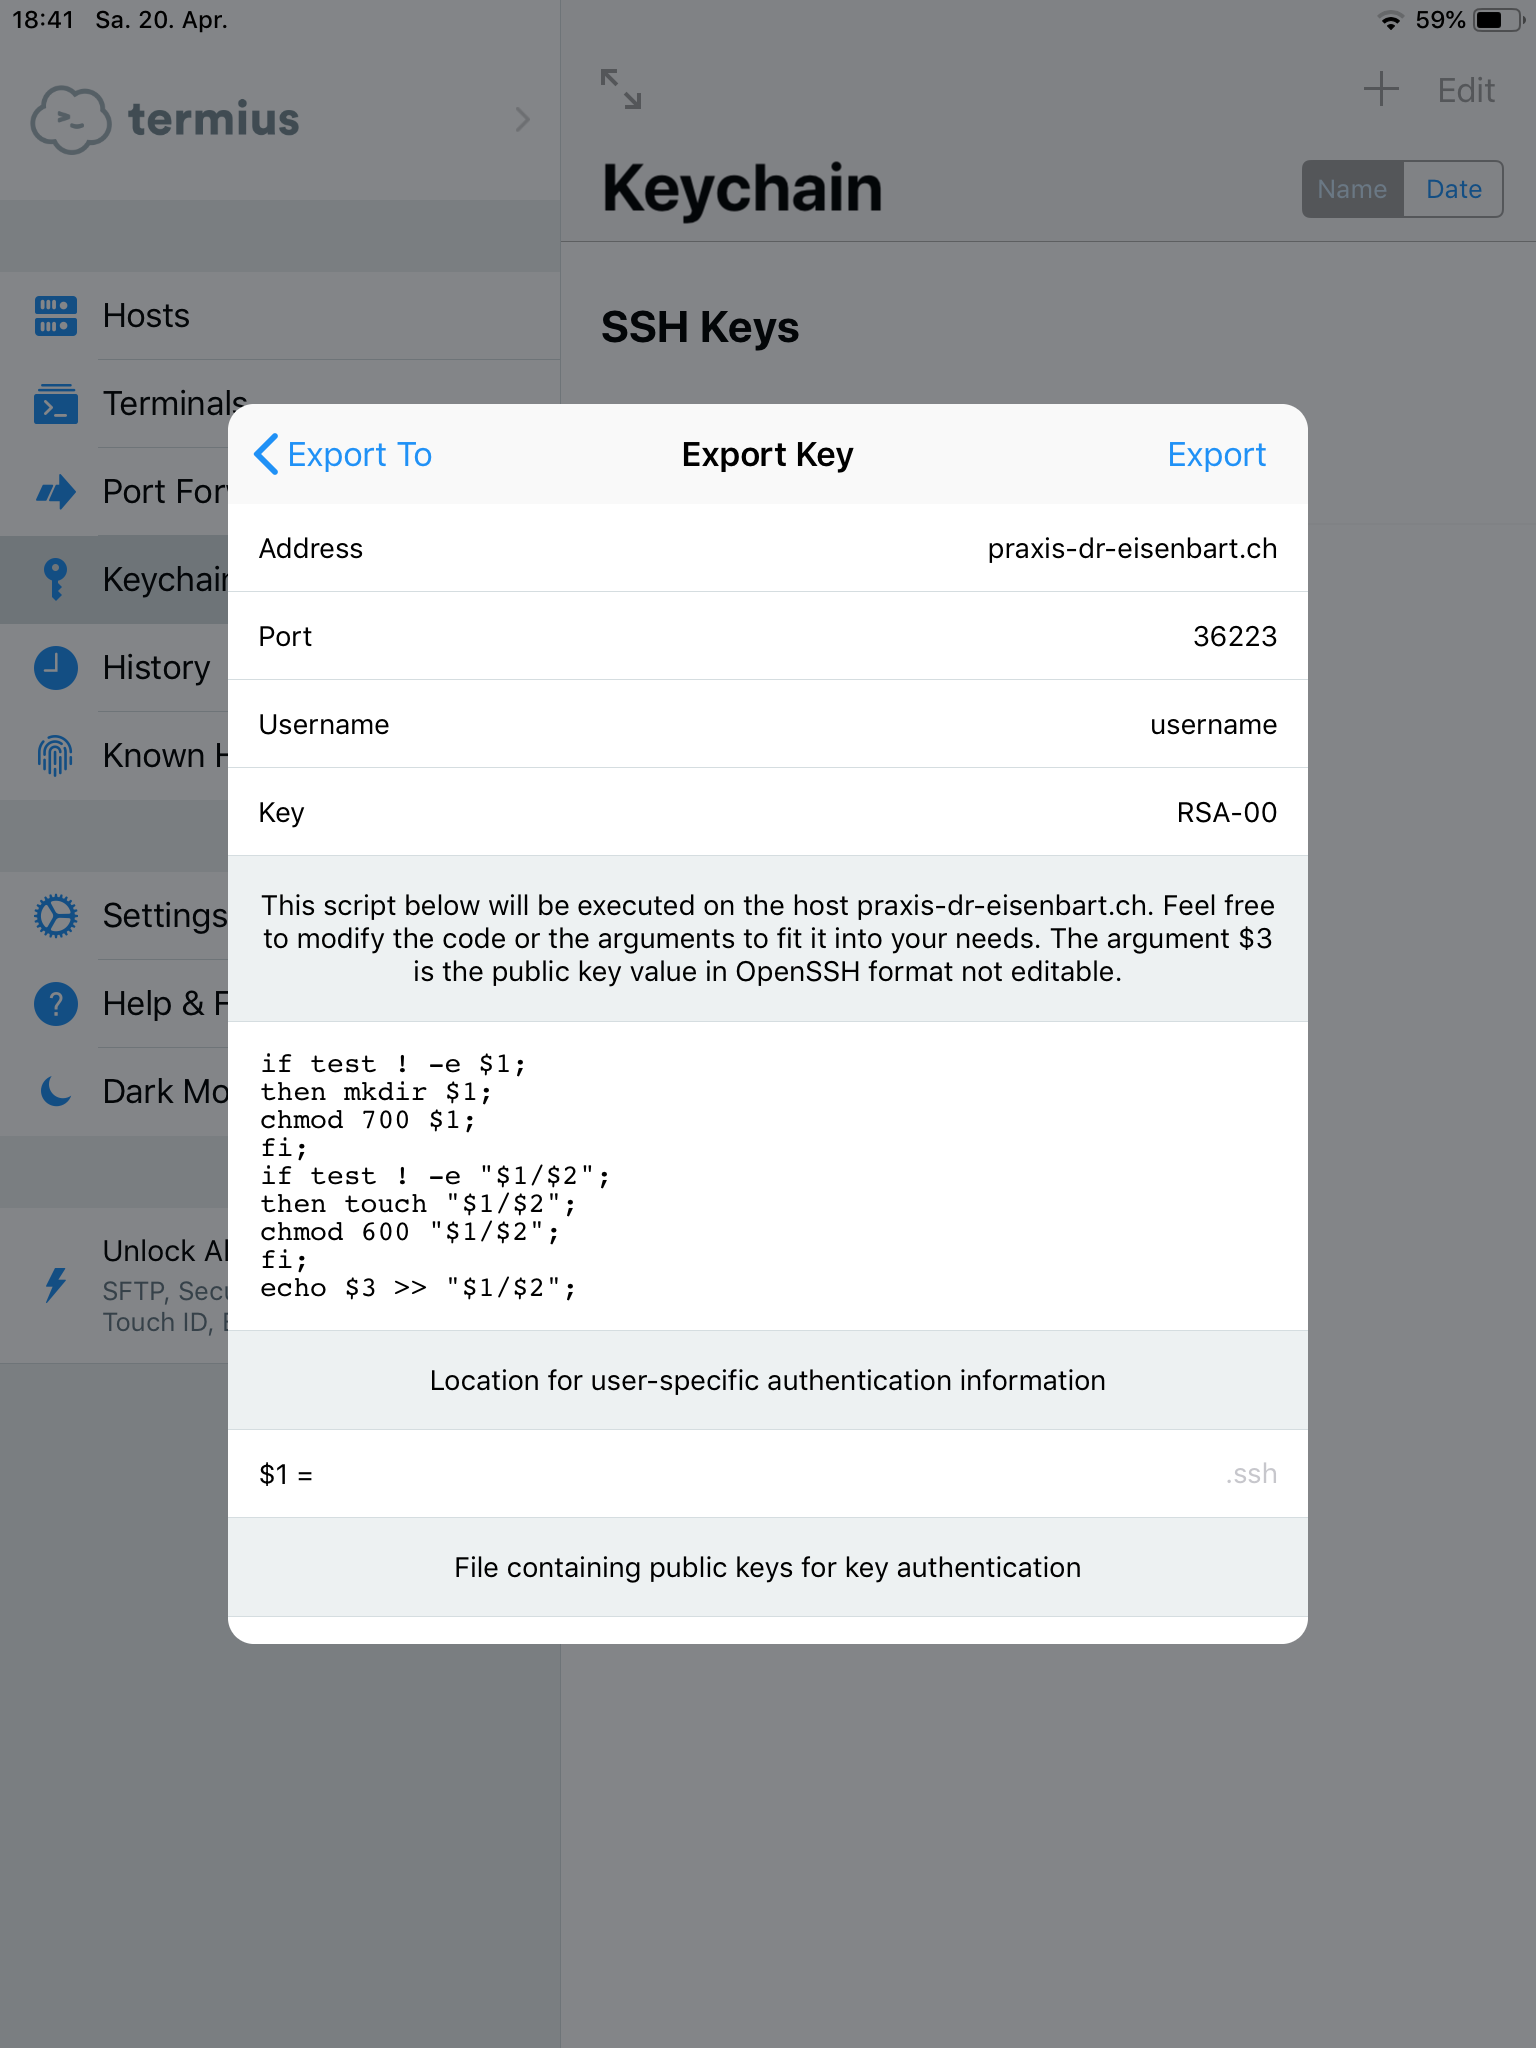 18:41 Sa. 20. Apr.
59%
termius
Edit
Keychain
Name
Date
Hosts
SSH Keys
Terminals
Port For
Keychain
History
Known H
Settings
Help & F
Dark Mo
Unlock Al
SFTP, Secu
Touch ID,
Export To
Export Key
Export
Address
praxis-dr-eisenbart.ch
Port
36223
Username
username
Key
RSA-00
This script below will be executed on the host praxis-dr-eisenbart.ch. Feel free
to modify the code or the arguments to fit it into your needs. The argument $3
is the public key value in OpenSSH format not editable.
if test ! -e $1;
then mkdir $1;
chmod 700 $1;
fi;
if test ! -e "$1/$2";
then touch "$1/$2";
chmod 600 "$1/$2";
fi;
echo $3 >> "$1/$2";
Location for user-specific authentication information
$1 =
.ssh
File containing public keys for key authentication